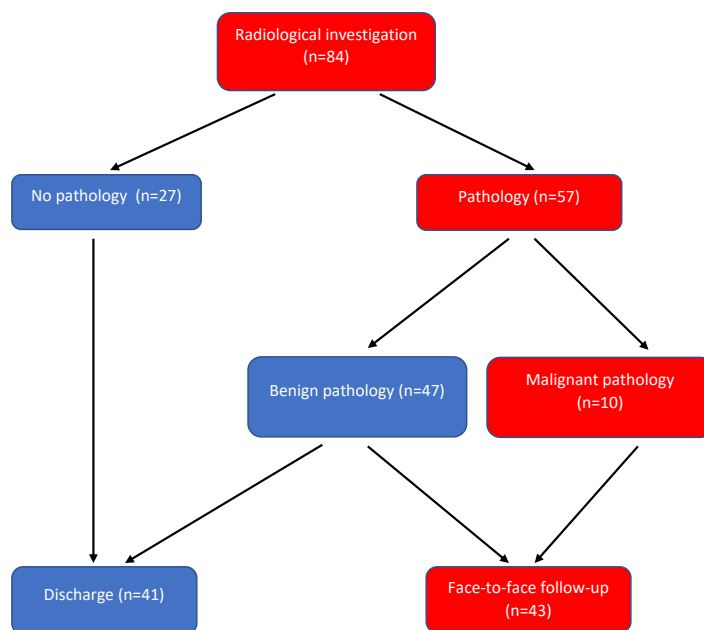 Radiological investigation
(n=84)
No pathology  (n=27)
Pathology (n=57)
Benign pathology (n=47)
Malignant pathology
(n=10)
Discharge (n=41)
Face-to-face follow-up
(n=43)